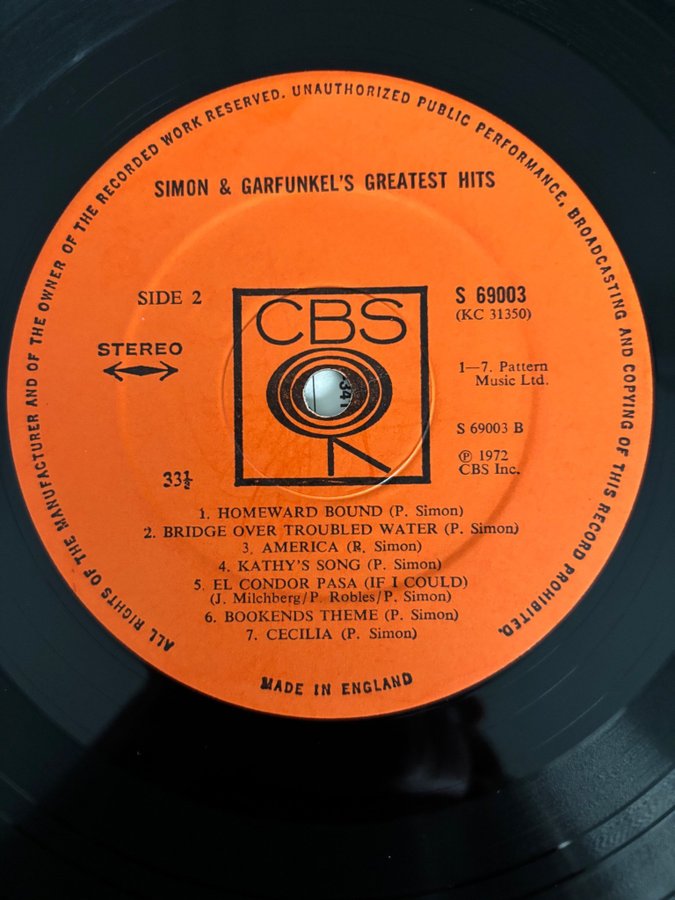 ALL RIGHTS OF THE MANUFACTURER AND OF THE OWNER OF THE RECORDED WORK RESERVED. UNAUTHORIZED PUBLIC PERFORMANCE, BROADCASTING AND COPYING OF THIS RECORD PROHIBITED.
SIMON & GARFUNKEL'S GREATEST HITS
SIDE 2
CBS
S 69003
(KC 31350)
STEREO
1—7. Pattern
Music Ltd.
341
S 69003 B
33⅓
Ⓟ 1972
CBS Inc.
1. HOMEWARD BOUND (P. Simon)
2. BRIDGE OVER TROUBLED WATER (P. Simon)
3. AMERICA (R. Simon)
4. KATHY'S SONG (P. Simon)
5. EL CONDOR PASA (IF I COULD)
(J. Milchberg/P. Robles/P. Simon)
6. BOOKENDS THEME (P. Simon)
7. CECILIA (P. Simon)
MADE IN ENGLAND